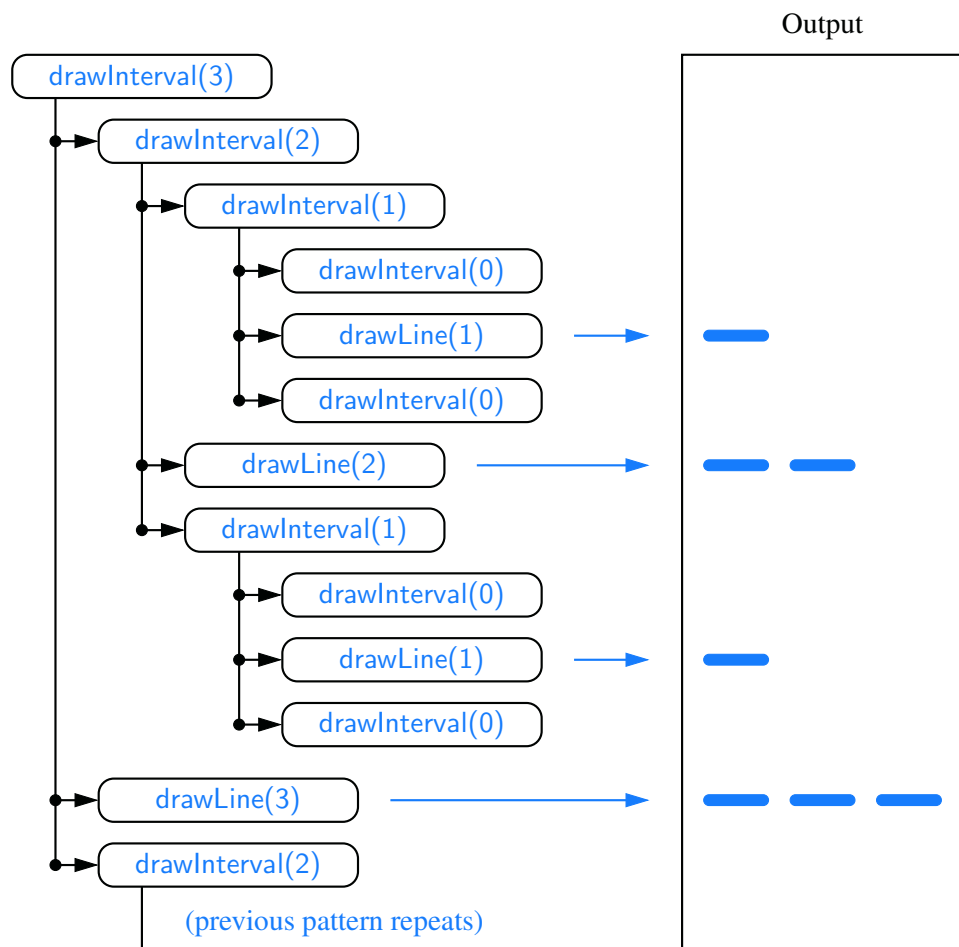 Output
drawInterval(3)
drawInterval(2)
drawInterval(1)
drawInterval(0)
drawLine(1)
drawInterval(0)
drawLine(2)
drawInterval(1)
drawInterval(0)
drawLine(1)
drawInterval(0)
drawLine(3)
drawInterval(2)
(previous pattern repeats)